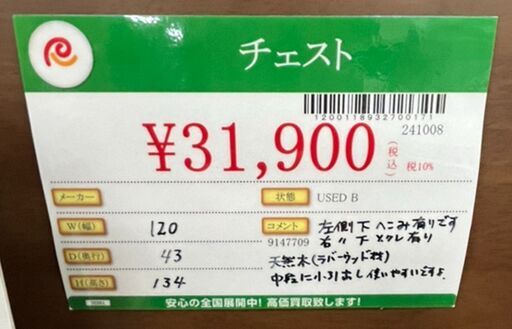 チェスト
1200118932700171
241008
¥31,900
(税込)
税10%
メーカー
状態
USED B
W(幅)
120
コメント
左側下へこみ有りです
右〃下とクレ有り
9147709
D(奥行)
43
天然木(ラバーウッド材)
H(高さ)
134
中段に小引出し使いやすいですよ。
安心の全国展開中!高価買取致します!